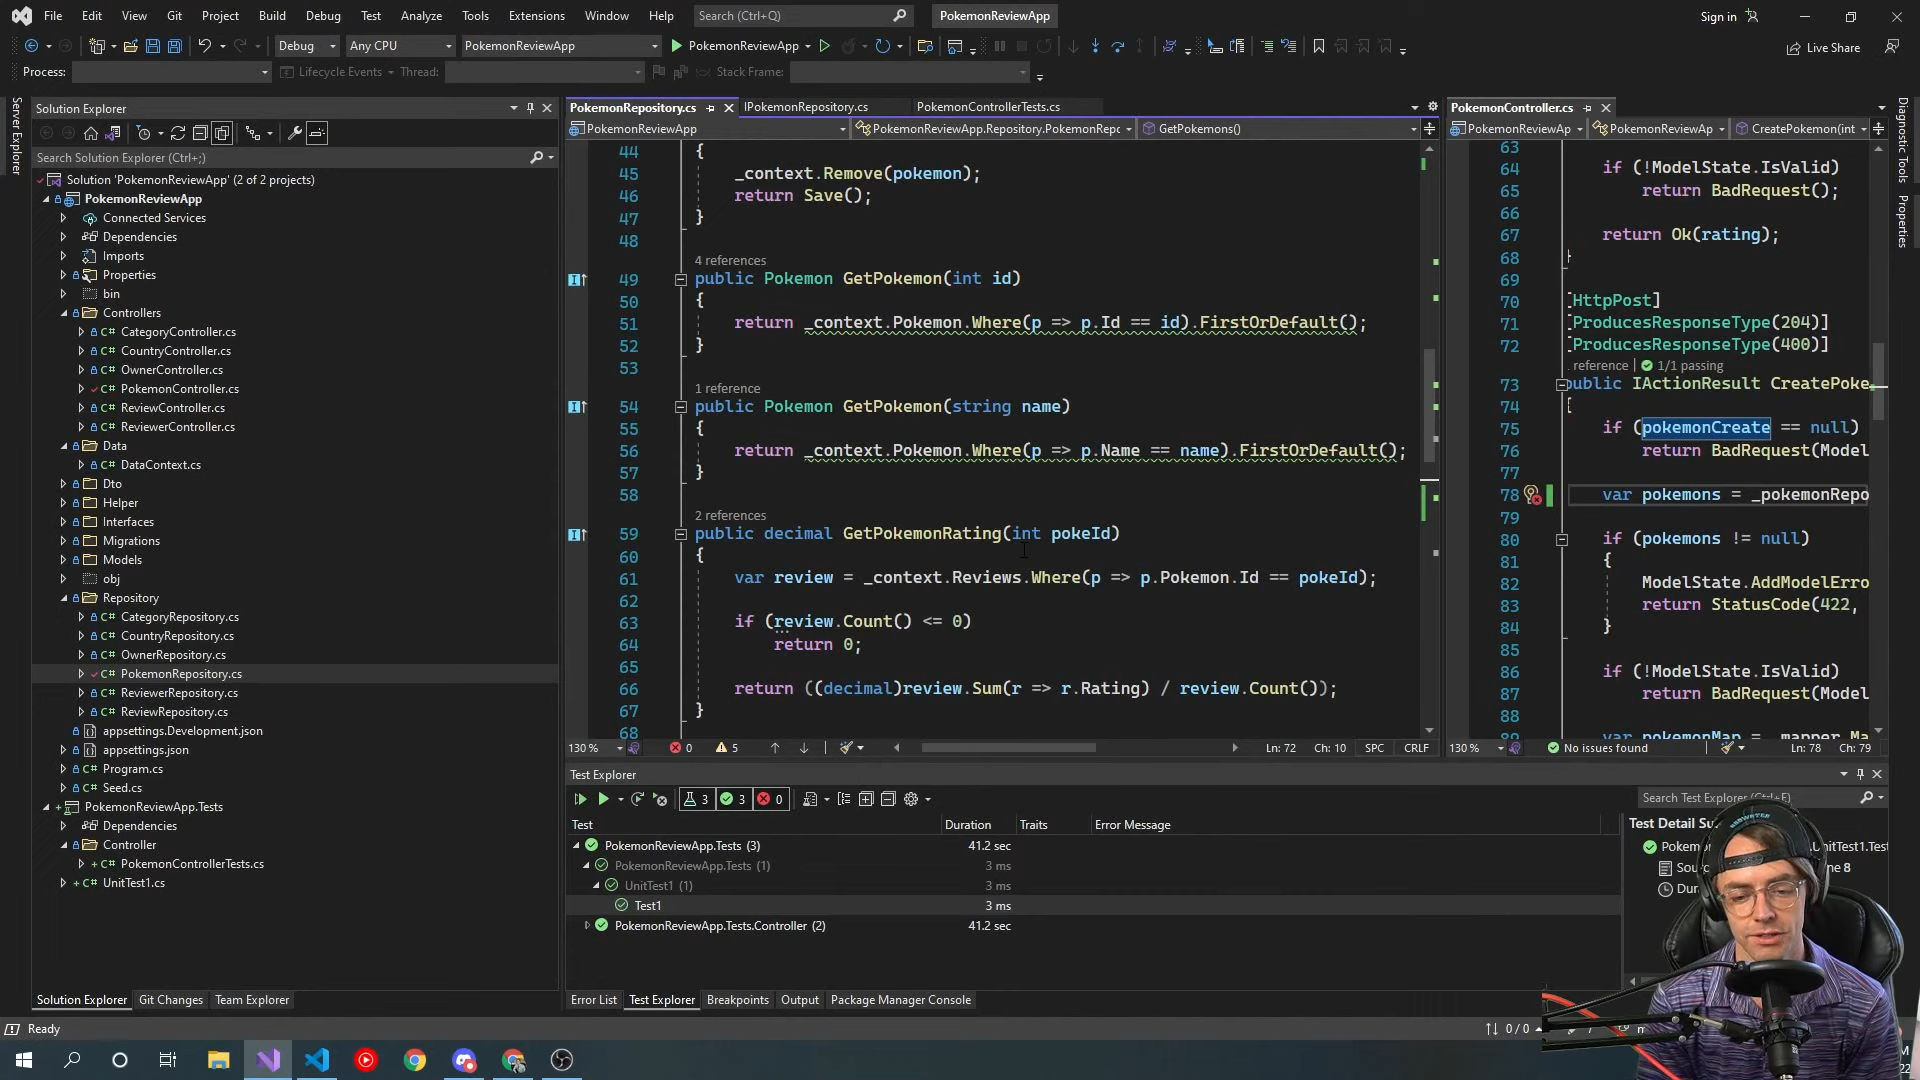 File Edit View Git Project Build Debug Test Analyze Tools Extensions Window Help Search (Ctrl+Q) PokemonReviewApp Sign in
Debug Any CPU PokemonReviewApp PokemonReviewApp Live Share
Process: Lifecycle Events Thread: Stack Frame:
Server Explorer
Solution Explorer
Search Solution Explorer (Ctrl+;)
Solution 'PokemonReviewApp' (2 of 2 projects)
PokemonReviewApp
Connected Services
Dependencies
Imports
Properties
bin
Controllers
C# CategoryController.cs
C# CountryController.cs
C# OwnerController.cs
C# PokemonController.cs
C# ReviewController.cs
C# ReviewerController.cs
Data
C# DataContext.cs
Dto
Helper
Interfaces
Migrations
Models
obj
Repository
C# CategoryRepository.cs
C# CountryRepository.cs
C# OwnerRepository.cs
C# PokemonRepository.cs
C# ReviewerRepository.cs
C# ReviewRepository.cs
appsettings.Development.json
appsettings.json
C# Program.cs
C# Seed.cs
PokemonReviewApp.Tests
Dependencies
Controller
C# PokemonControllerTests.cs
C# UnitTest1.cs
Solution Explorer Git Changes Team Explorer
PokemonRepository.cs IPokemonRepository.cs PokemonControllerTests.cs
PokemonReviewApp PokemonReviewApp.Repository.PokemonRepo GetPokemons()
44 {
45 _context.Remove(pokemon);
46 return Save();
47 }
48
4 references
49 public Pokemon GetPokemon(int id)
50 {
51 return _context.Pokemon.Where(p => p.Id == id).FirstOrDefault();
52 }
53
1 reference
54 public Pokemon GetPokemon(string name)
55 {
56 return _context.Pokemon.Where(p => p.Name == name).FirstOrDefault();
57 }
58
2 references
59 public decimal GetPokemonRating(int pokeId)
60 {
61 var review = _context.Reviews.Where(p => p.Pokemon.Id == pokeId);
62
63 if (review.Count() <= 0)
64 return 0;
65
66 return ((decimal)review.Sum(r => r.Rating) / review.Count());
67 }
68
130 % 0 5 Ln: 72 Ch: 10 SPC CRLF
PokemonController.cs
PokemonReviewAp PokemonReviewAp CreatePokemon(int
63
64 if (!ModelState.IsValid)
65 return BadRequest();
66
67 return Ok(rating);
68 }
69
70 [HttpPost]
71 [ProducesResponseType(204)]
72 [ProducesResponseType(400)]
reference 1/1 passing
73 public IActionResult CreatePoke
74 {
75 if (pokemonCreate == null)
76 return BadRequest(Model
77
78 var pokemons = _pokemonRepo
79
80 if (pokemons != null)
81 {
82 ModelState.AddModelErro
83 return StatusCode(422,
84 }
85
86 if (!ModelState.IsValid)
87 return BadRequest(Model
88
89 var pokemonMap = _mapper.Ma
130 % No issues found Ln: 78 Ch: 79
Diagnostic Tools
Properties
Test Explorer
3 3 0
Search Test Explorer (Ctrl+E)
Test Duration Traits Error Message
PokemonReviewApp.Tests (3) 41.2 sec
PokemonReviewApp.Tests (1) 3 ms
UnitTest1 (1) 3 ms
Test1 3 ms
PokemonReviewApp.Tests.Controller (2) 41.2 sec
Test Detail Su
Error List Test Explorer Breakpoints Output Package Manager Console
Ready 0 / 0